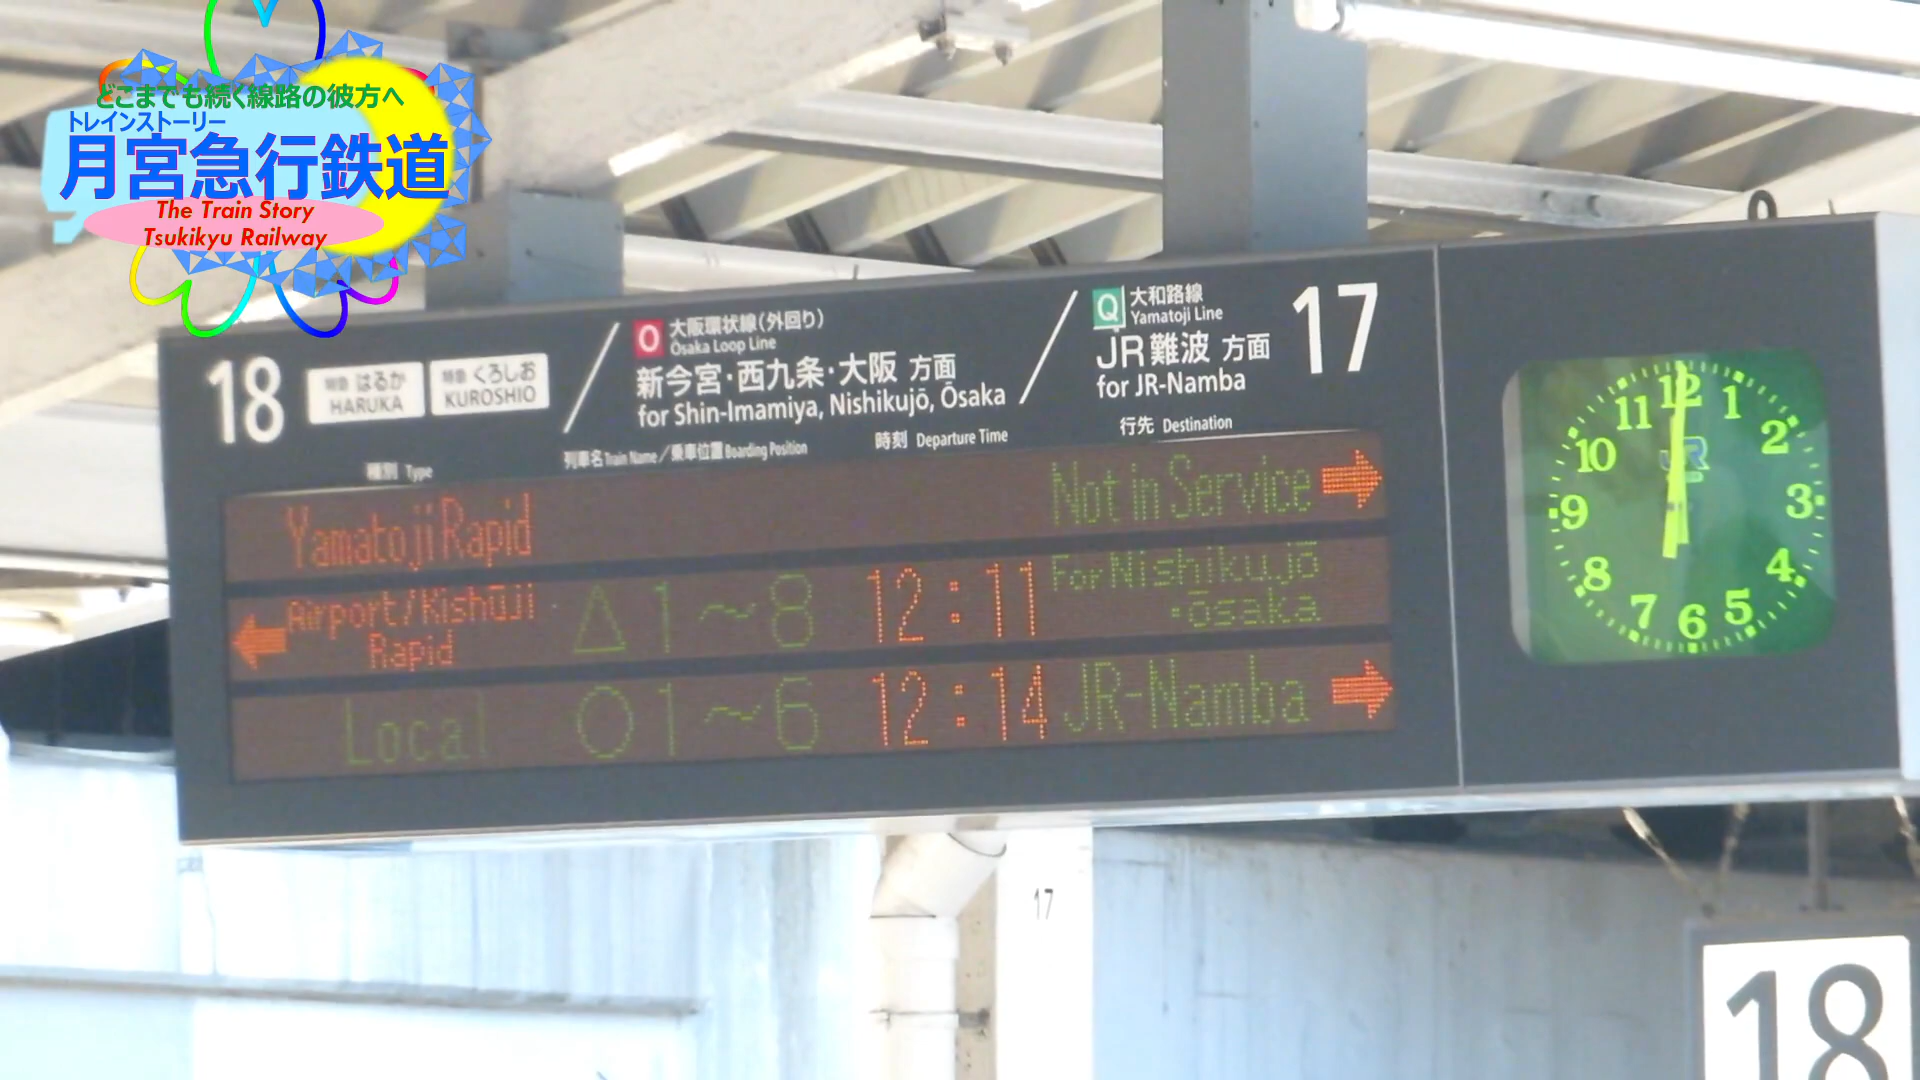 どこまでも続く線路の彼方へ
トレインストーリー
月宮急行鉄道
The Train Story
Tsukikyu Railway
18
特急 はるか
HARUKA
特急 くろしお
KUROSHIO
O 大阪環状線(外回り)
Ōsaka Loop Line
新今宮・西九条・大阪 方面
for Shin-Imamiya, Nishikujō, Ōsaka
Q 大和路線
Yamatoji Line
JR難波 方面
for JR-Namba
17
種別 Type
列車名 Train Name/乗車位置 Boarding Position
時刻 Departure Time
行先 Destination
Yamatoji Rapid Not in Service →
← Airport/Kishūji Rapid △1~8 12:11 For Nishikujō・ōsaka
Local ○1~6 12:14 JR-Namba →
12 1 2 3 4 5 6 7 8 9 10 11
JR
17
18